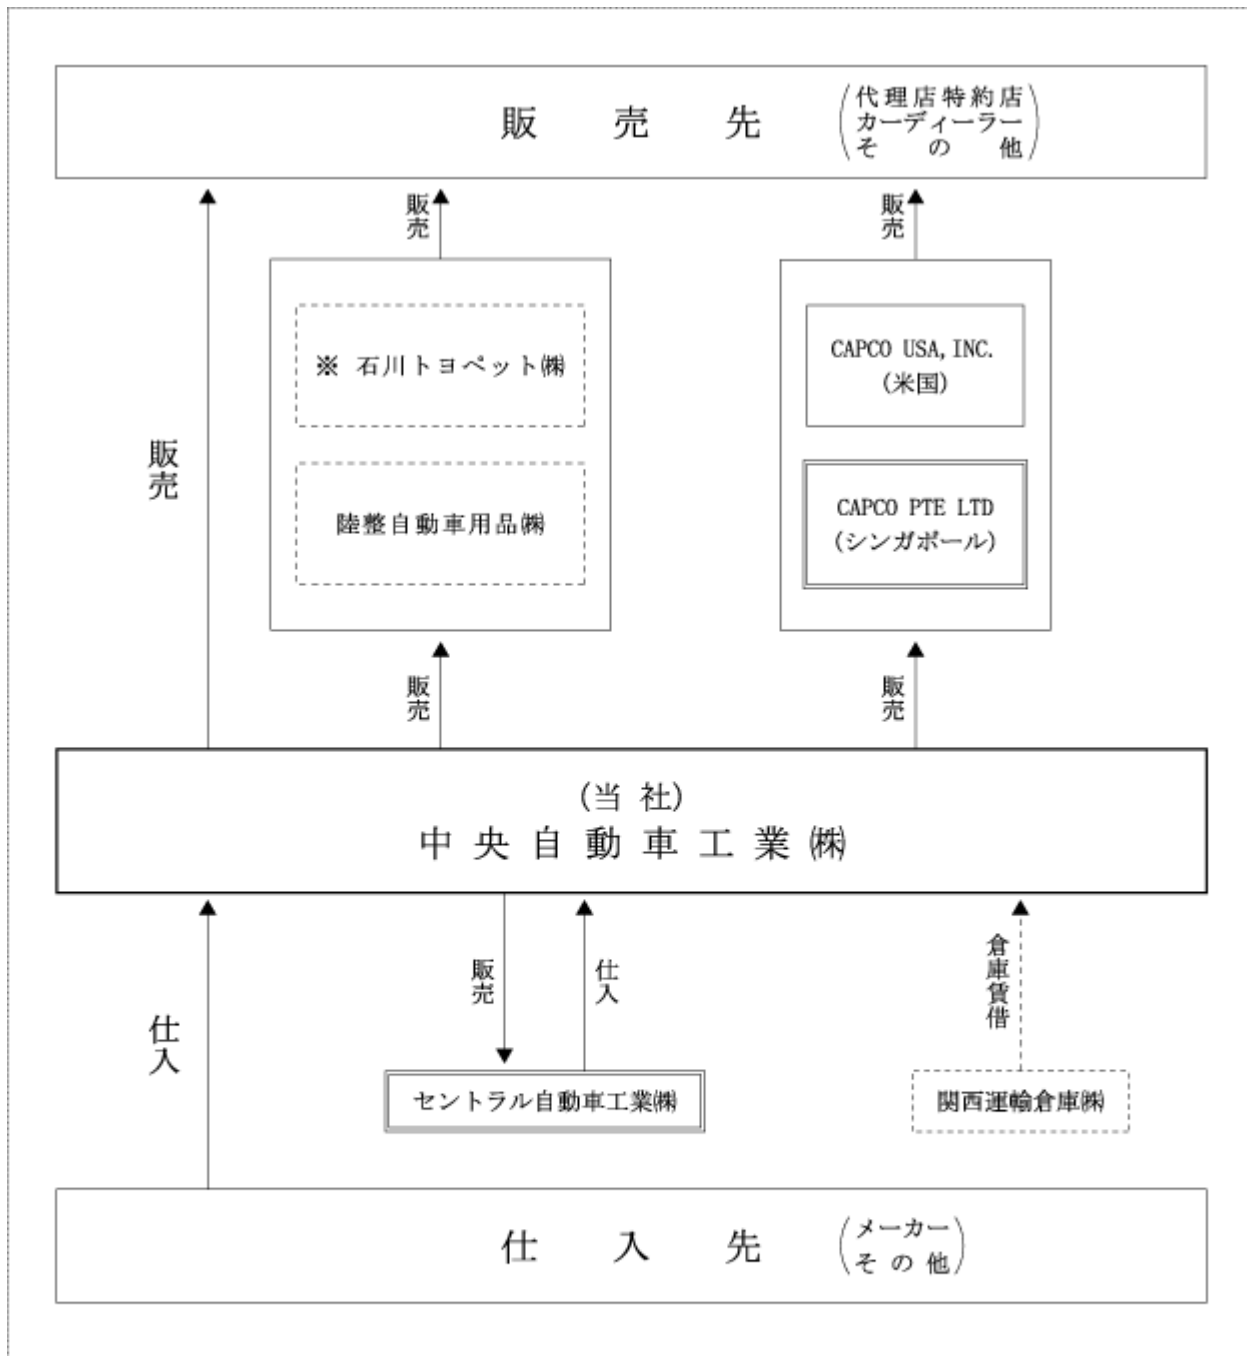 販売先
代理店特約店
カーディーラー
その他
販売
販売
販売
※ 石川トヨペット㈱
陸整自動車用品㈱
CAPCO USA, INC.
(米国)
CAPCO PTE LTD
(シンガポール)
販売
販売
(当社)
中央自動車工業㈱
仕入
販売
仕入
倉庫賃借
セントラル自動車工業㈱
関西運輸倉庫㈱
仕入先
メーカー
その他